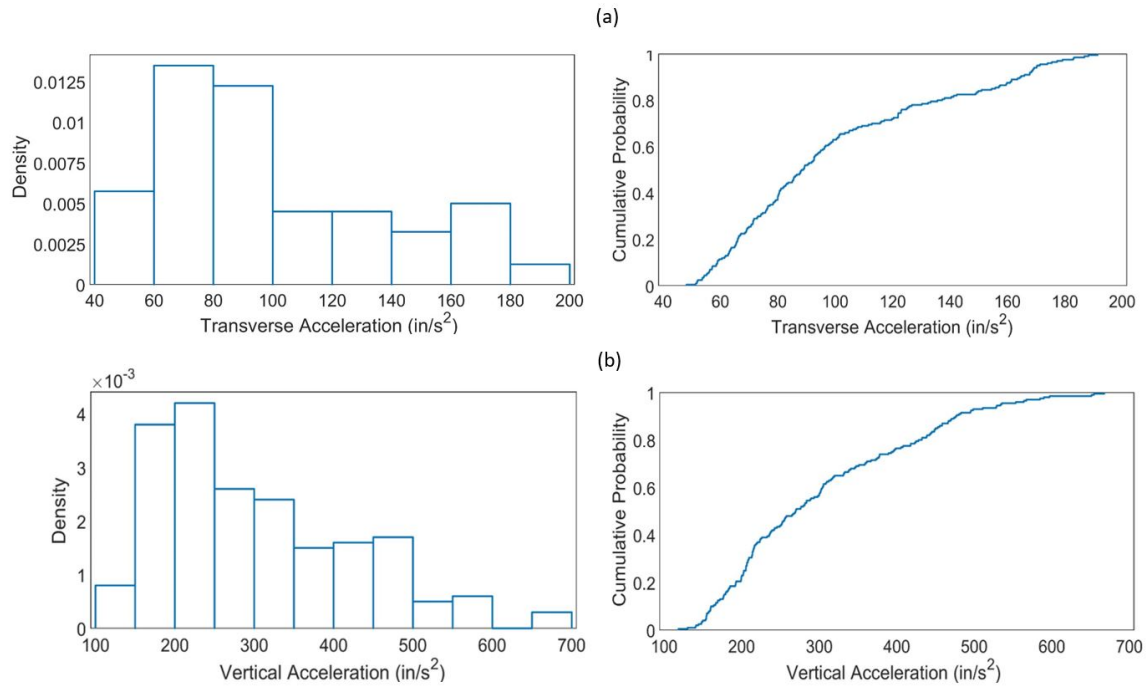 (a)
0.0125
0.01
0.0075
0.005
0.0025
0
Density
40 60 80 100 120 140 160 180 200
Transverse Acceleration (in/s²)
1
0.8
0.6
0.4
0.2
0
Cumulative Probability
40 60 80 100 120 140 160 180 200
Transverse Acceleration (in/s²)
(b)
×10⁻³
4
3
2
1
0
Density
100 200 300 400 500 600 700
Vertical Acceleration (in/s²)
1
0.8
0.6
0.4
0.2
0
Cumulative Probability
100 200 300 400 500 600 700
Vertical Acceleration (in/s²)